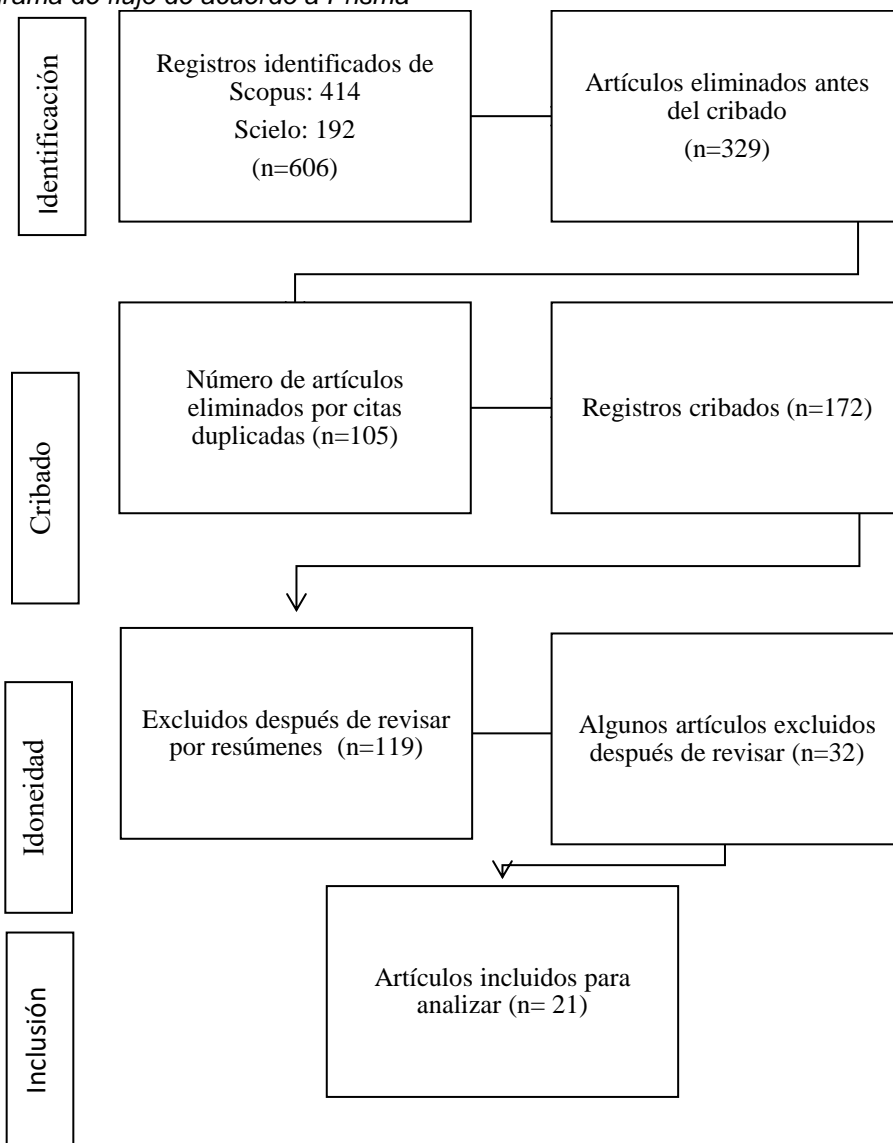 grama de flujo de acuerdo a Prisma
Identificación
Registros identificados de
Scopus: 414
Scielo: 192
(n=606)
Artículos eliminados antes
del cribado
(n=329)
Cribado
Número de artículos
eliminados por citas
duplicadas (n=105)
Registros cribados (n=172)
Idoneidad
Excluidos después de revisar
por resúmenes (n=119)
Algunos artículos excluidos
después de revisar (n=32)
Inclusión
Artículos incluidos para
analizar (n= 21)